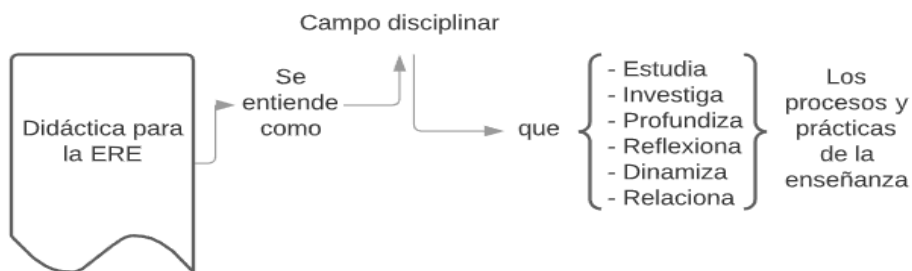 Didáctica para
la ERE
Se
entiende
como
Campo disciplinar
que
- Estudia
- Investiga
- Profundiza
- Reflexiona
- Dinamiza
- Relaciona
Los
procesos y
prácticas
de la
enseñanza